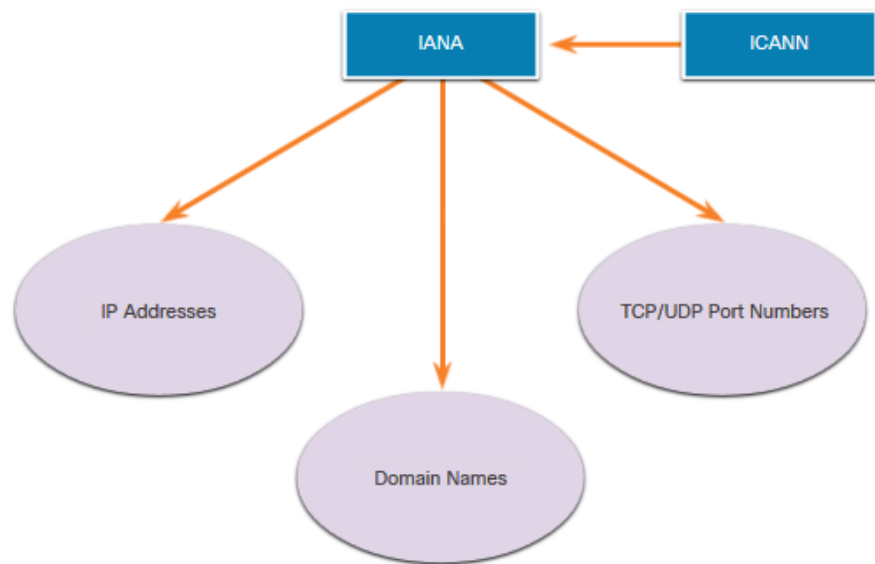 IANA
ICANN
IP Addresses
TCP/UDP Port Numbers
Domain Names